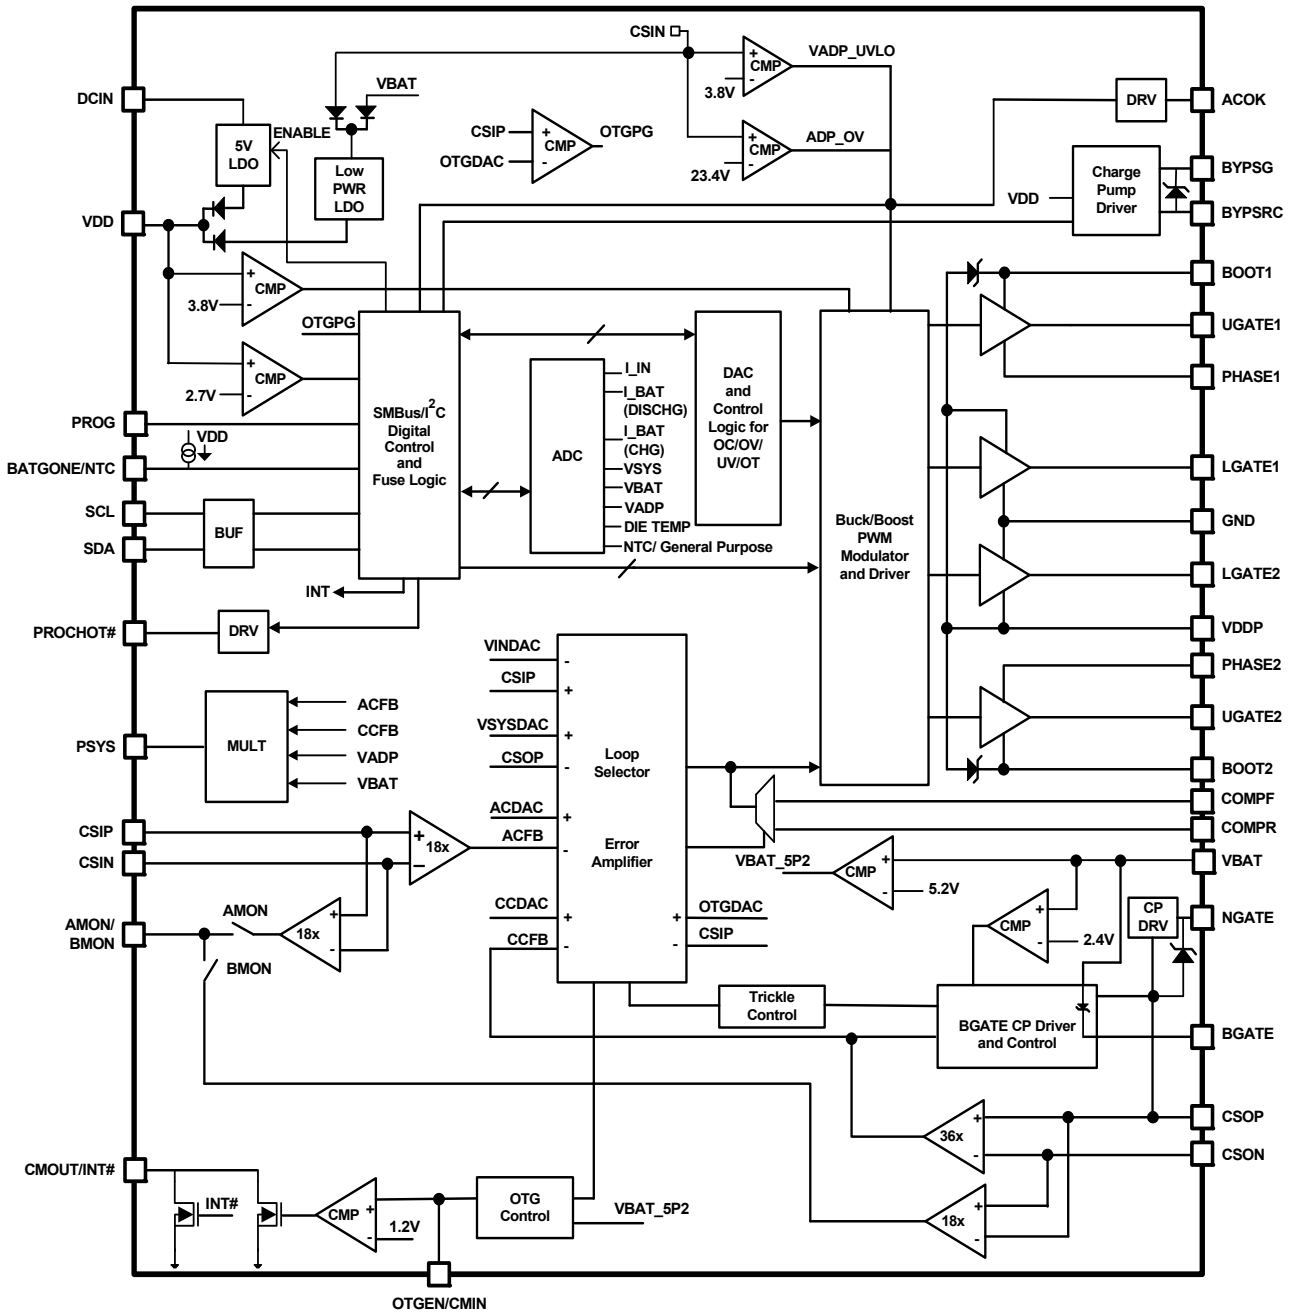 CSIN
+
-
CMP
VADP_UVLO
3.8V
DCIN
VBAT
DRV
ACOK
ENABLE
5V
LDO
CSIP
OTGDAC
+
-
CMP
OTGPG
+
-
CMP
ADP_OV
23.4V
Low
PWR
LDO
VDD
Charge
Pump
Driver
BYPSG
BYPSRC
VDD
+
-
CMP
3.8V
BOOT1
OTGPG
UGATE1
+
-
CMP
2.7V
I_IN
I_BAT
(DISCHG)
I_BAT
(CHG)
VSYS
VBAT
VADP
DIE TEMP
NTC/ General Purpose
ADC
DAC
and
Control
Logic for
OC/OV/
UV/OT
PHASE1
PROG
SMBus/I2C
Digital
Control
and
Fuse Logic
VDD
BATGONE/NTC
LGATE1
SCL
SDA
BUF
Buck/Boost
PWM
Modulator
and Driver
GND
INT
LGATE2
PROCHOT#
DRV
VDDP
VINDAC
-
CSIP
+
PHASE2
PSYS
MULT
ACFB
CCFB
VADP
VBAT
VSYSDAC
+
CSOP
-
Loop
Selector
UGATE2
BOOT2
ACDAC
+
ACFB
-
Error
Amplifier
COMPF
COMPR
CSIP
CSIN
+
−
18x
VBAT_5P2
CMP
+
-
5.2V
VBAT
AMON/
BMON
AMON
BMON
18x
+
-
CCDAC
+
CCFB
-
+
OTGDAC
-
CSIP
CMP
+
-
2.4V
CP
DRV
NGATE
Trickle
Control
BGATE CP Driver
and Control
BGATE
36x
+
-
CSOP
CSON
CMOUT/INT#
INT#
CMP
+
-
1.2V
OTG
Control
VBAT_5P2
18x
+
-
OTGEN/CMIN